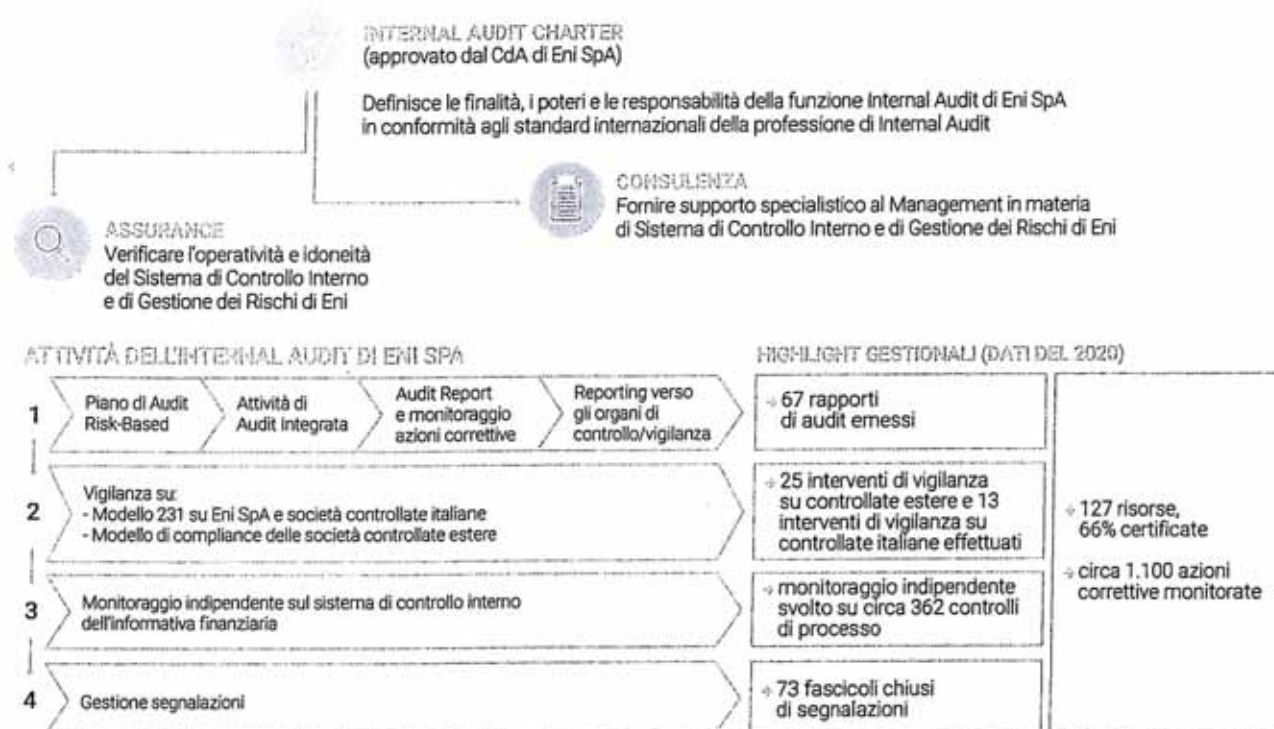 INTERNAL AUDIT CHARTER
(approvato dal CdA di Eni SpA)
Definisce le finalità, i poteri e le responsabilità della funzione Internal Audit di Eni SpA
in conformità agli standard internazionali della professione di Internal Audit
CONSULENZA
Fornire supporto specialistico al Management in materia
di Sistema di Controllo Interno e di Gestione dei Rischi di Eni
ASSURANCE
Verificare l'operatività e idoneità
del Sistema di Controllo Interno
e di Gestione dei Rischi di Eni
ATTIVITÀ DELL'INTERNAL AUDIT DI ENI SPA
1
Piano di Audit
Risk-Based
Attività di
Audit Integrata
Audit Report
e monitoraggio
azioni correttive
Reporting verso
gli organi di
controllo/vigilanza
2
Vigilanza su:
- Modello 231 su Eni SpA e società controllate italiane
- Modello di compliance delle società controllate estere
3
Monitoraggio indipendente sul sistema di controllo interno
dell'informativa finanziaria
4
Gestione segnalazioni
HIGHLIGHT GESTIONALI (DATI DEL 2020)
67 rapporti
di audit emessi
25 interventi di vigilanza
su controllate estere e 13
interventi di vigilanza su
controllate italiane effettuati
monitoraggio indipendente
svolto su circa 362 controlli
di processo
73 fascicoli chiusi
di segnalazioni
127 risorse,
66% certificate
circa 1.100 azioni
correttive monitorate